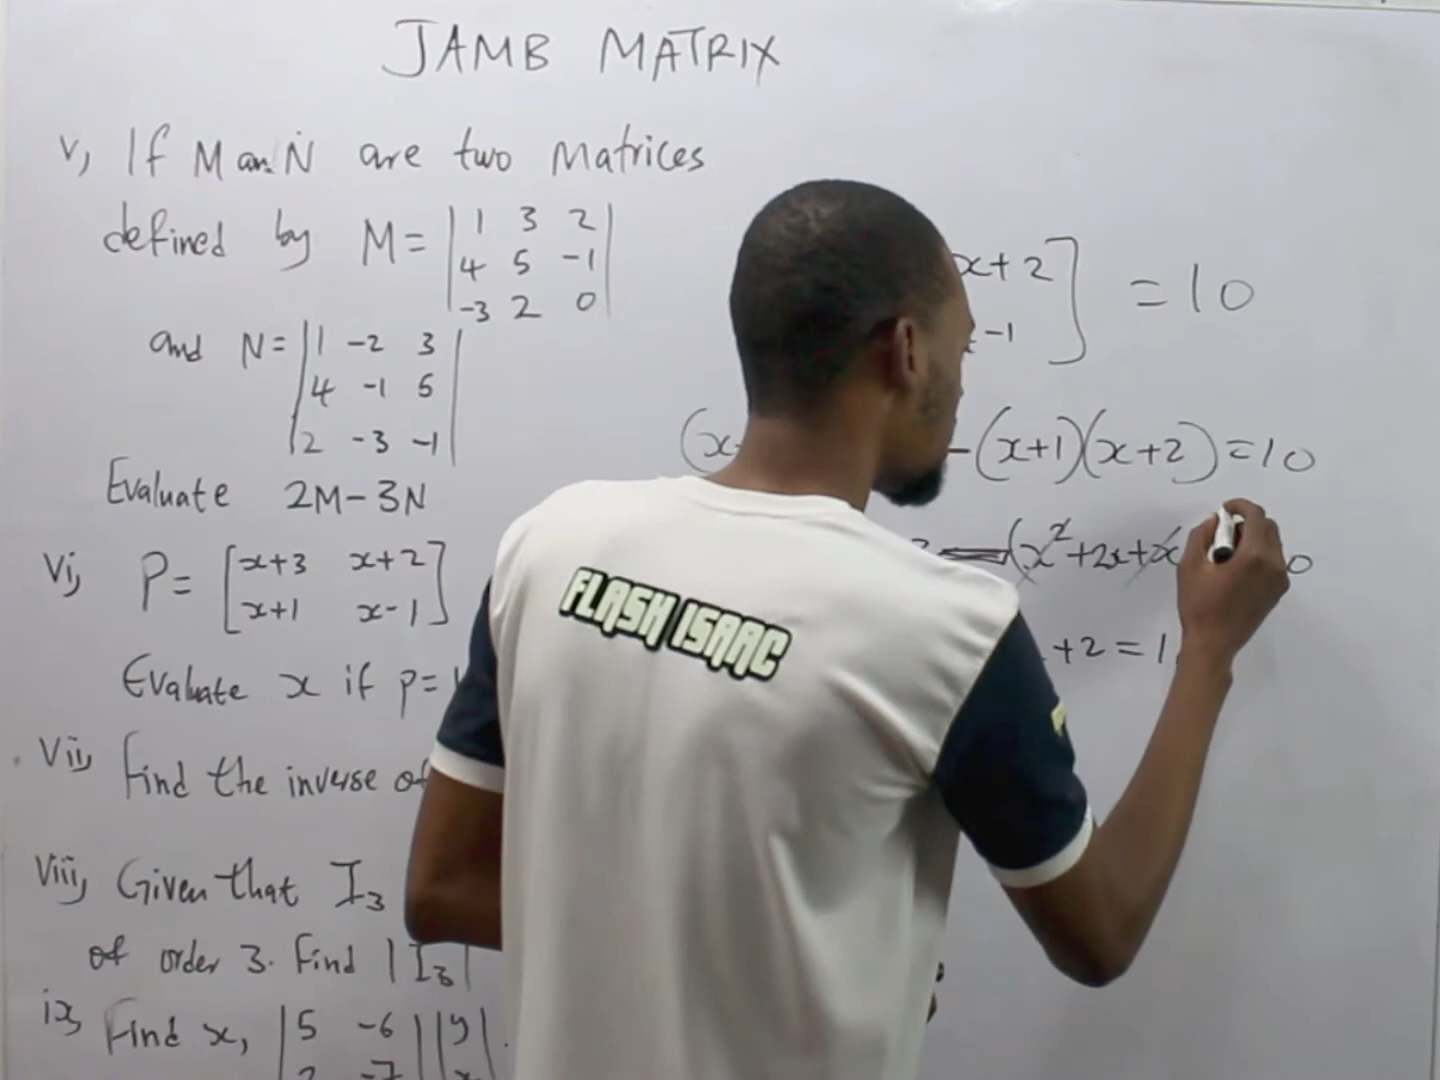 JAMB MATRIX
v, If M an N are two Matrices
defined by M= | 1 3 2 |
| 4 5 -1 |
| -3 2 0 |
and N= | 1 -2 3 |
| 4 -1 5 |
| 2 -3 -1 |
Evaluate 2M-3N
Vi, P= [ x+3 x+2 ]
[ x+1 x-1 ]
Evaluate x if p=
Vii, find the inverse of
Viii, Given that I₃
of order 3. Find |I₃|
ix, Find x, | 5 -6 | | y |
-7
x+2 ] = 10
-1 ]
(x -(x+1)(x+2)=10
(x²+2x+x 0
+2=1
FLASH ISAAC